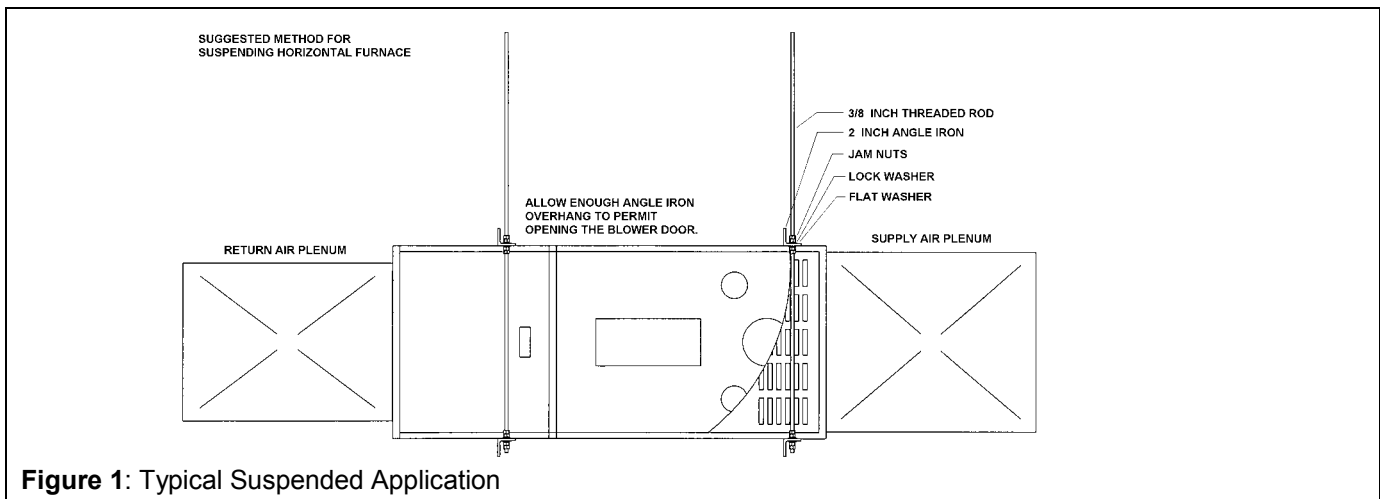 SUGGESTED METHOD FOR
SUSPENDING HORIZONTAL FURNACE
3/8 INCH THREADED ROD
2 INCH ANGLE IRON
JAM NUTS
LOCK WASHER
FLAT WASHER
ALLOW ENOUGH ANGLE IRON
OVERHANG TO PERMIT
OPENING THE BLOWER DOOR.
RETURN AIR PLENUM
SUPPLY AIR PLENUM
Figure 1: Typical Suspended Application